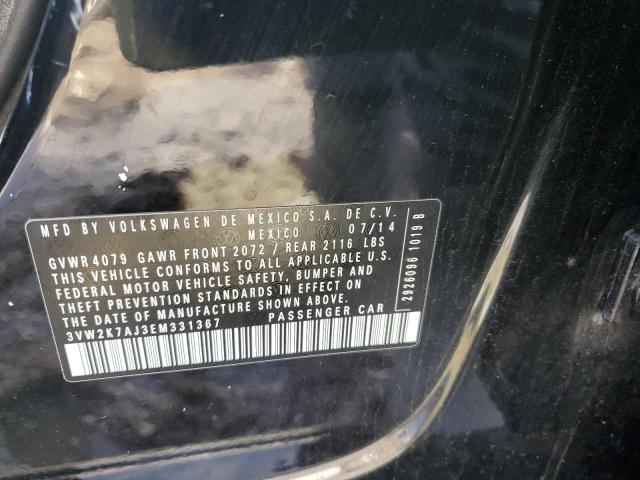 MFD BY VOLKSWAGEN DE MEXICO S.A. DE C.V.
MEXICO 07/14
GVWR 4079 GAWR FRONT 2072 / REAR 2116 LBS
THIS VEHICLE CONFORMS TO ALL APPLICABLE U.S.
FEDERAL MOTOR VEHICLE SAFETY, BUMPER AND
THEFT PREVENTION STANDARDS IN EFFECT ON
THE DATE OF MANUFACTURE SHOWN ABOVE.
3VW2K7AJ3EM331367 PASSENGER CAR
2926096 1019 B